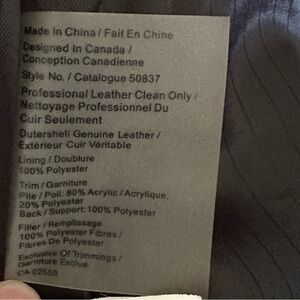 Made In China / Fait En Chine
Designed In Canada /
Conception Canadienne
Style No. / Catalogue 50837
Professional Leather Clean Only /
Nettoyage Professionnel Du
Cuir Seulement
Outershell Genuine Leather /
Extérieur Cuir Véritable
Lining / Doublure
100% Polyester
Trim / Garniture
Pile / Poil: 80% Acrylic / Acrylique,
20% Polyester
Back / Support: 100% Polyester
Filler / Remplissage
100% Polyester Fibres /
Fibres De Polyester
Exclusive Of Trimmings /
Garniture Exclue
CA 02558